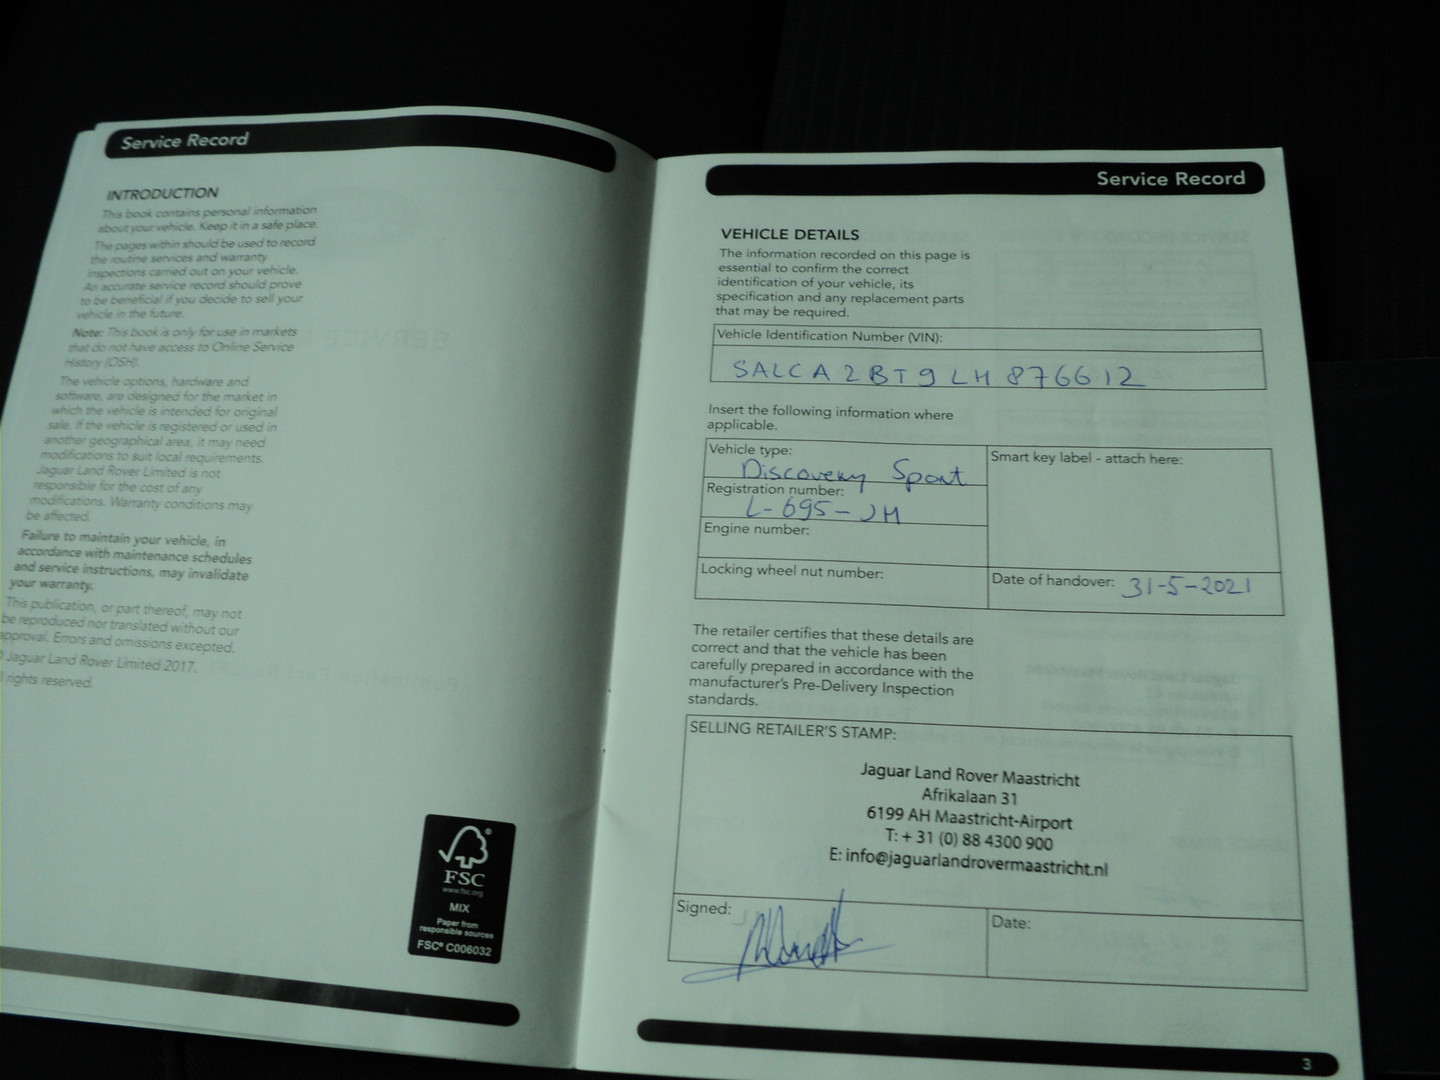 Service Record
INTRODUCTION
This book contains personal information
about your vehicle. Keep it in a safe place.
The pages within should be used to record
the routine services and warranty
inspections carried out on your vehicle.
An accurate service record should prove
to be beneficial if you decide to sell your
vehicle in the future.
Note: This book is only for use in markets
that do not have access to Online Service
History (OSH).
The vehicle options, hardware and
software, are designed for the market in
which the vehicle is intended for original
sale. If the vehicle is registered or used in
another geographical area, it may need
modifications to suit local requirements.
Jaguar Land Rover Limited is not
responsible for the cost of any
modifications. Warranty conditions may
be affected.
Failure to maintain your vehicle, in
accordance with maintenance schedules
and service instructions, may invalidate
your warranty.
This publication, or part thereof, may not
be reproduced nor translated without our
approval. Errors and omissions excepted.
Jaguar Land Rover Limited 2017.
rights reserved.
FSC
www.fsc.org
MIX
Paper from
responsible sources
FSC® C006032
Service Record
VEHICLE DETAILS
The information recorded on this page is
essential to confirm the correct
identification of your vehicle, its
specification and any replacement parts
that may be required.
Vehicle Identification Number (VIN):
SALCA2BT9LH876612
Insert the following information where
applicable.
Vehicle type:
Discovery Sport
Smart key label - attach here:
Registration number:
L-695-JH
Engine number:
Locking wheel nut number:
Date of handover: 31-5-2021
The retailer certifies that these details are
correct and that the vehicle has been
carefully prepared in accordance with the
manufacturer's Pre-Delivery Inspection
standards.
SELLING RETAILER'S STAMP:
Jaguar Land Rover Maastricht
Afrikalaan 31
6199 AH Maastricht-Airport
T: + 31 (0) 88 4300 900
E: info@jaguarlandrovermaastricht.nl
Signed:
Date:
3